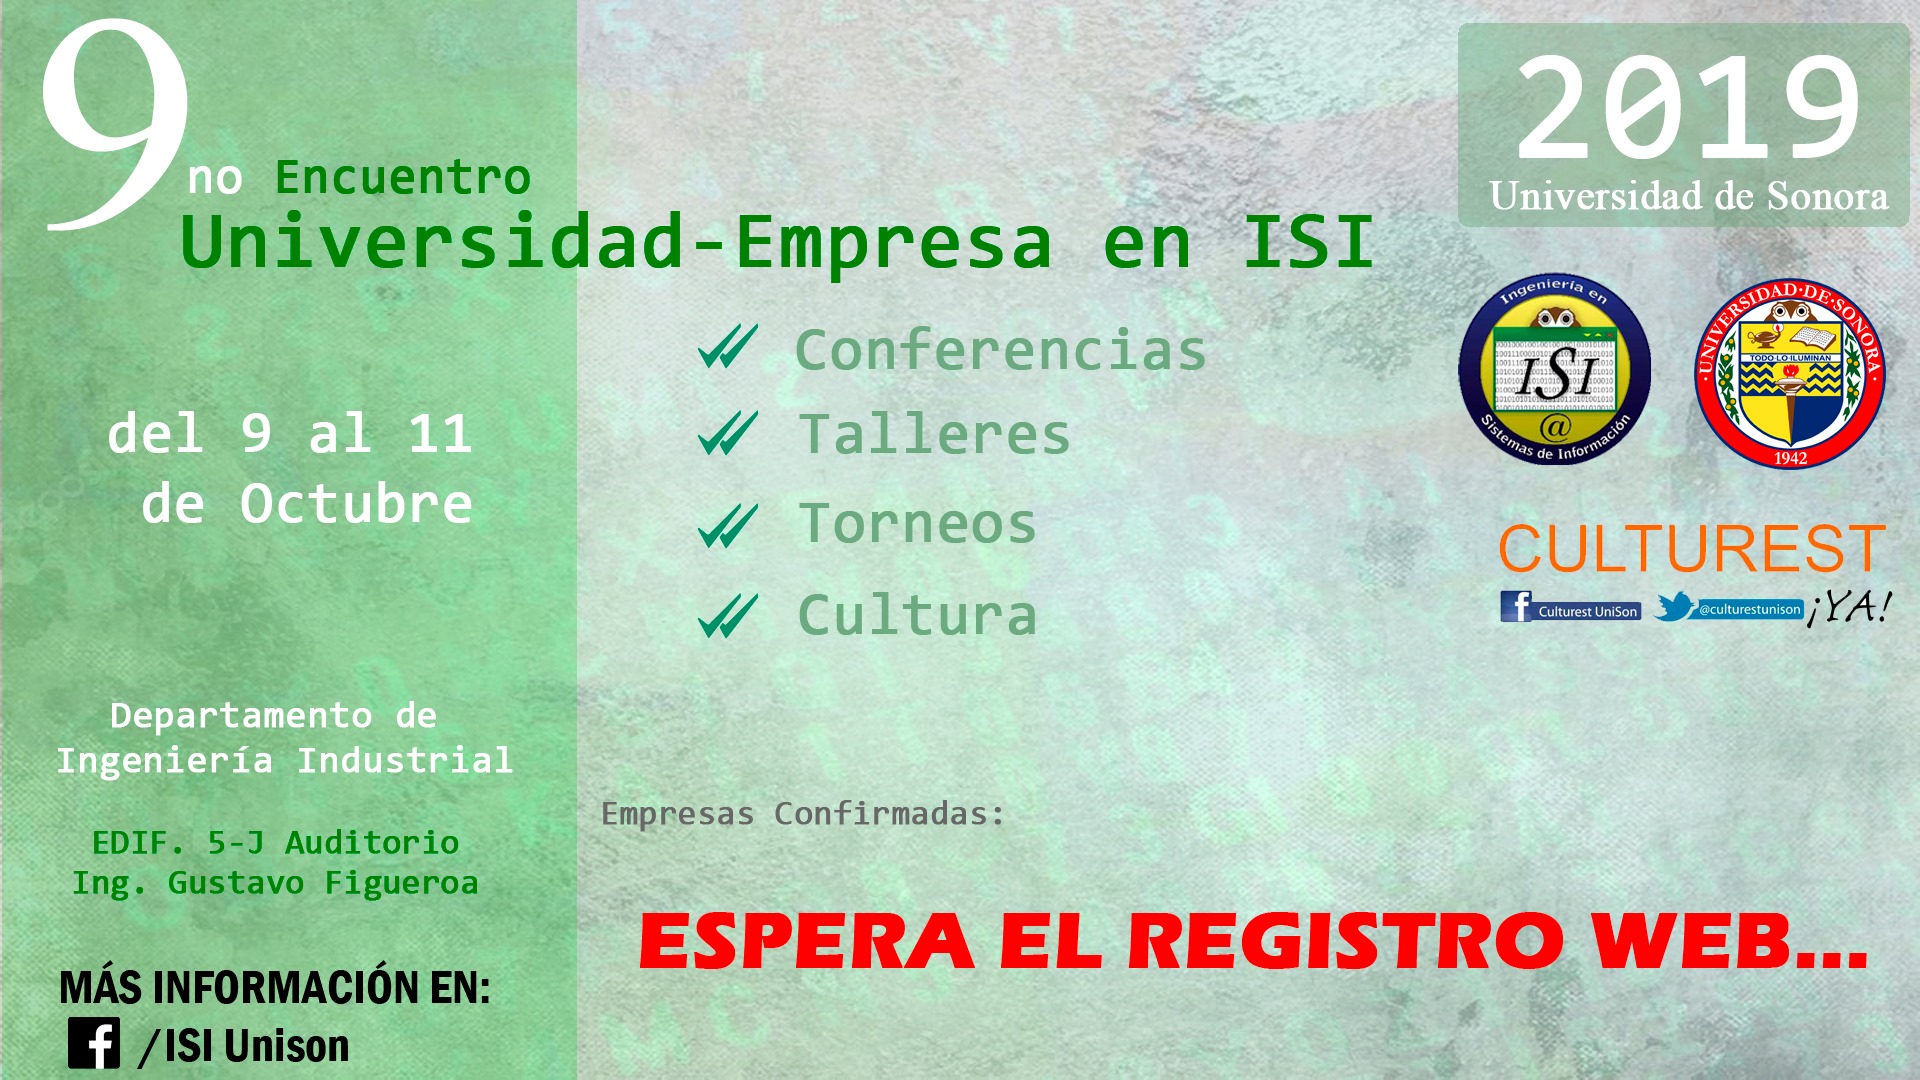 9no Encuentro
Universidad-Empresa en ISI
2019
Universidad de Sonora
del 9 al 11
de Octubre
Conferencias
Talleres
Torneos
Cultura
Ingeniería en
ISI
@
Sistemas de Información
UNIVERSIDAD·DE·SONORA
TODO·LO·ILUMINAN
1942
CULTUREST
Culturest UniSon
@culturestunison
¡YA!
Departamento de
Ingeniería Industrial
EDIF. 5-J Auditorio
Ing. Gustavo Figueroa
MÁS INFORMACIÓN EN:
/ISI Unison
Empresas Confirmadas:
ESPERA EL REGISTRO WEB...